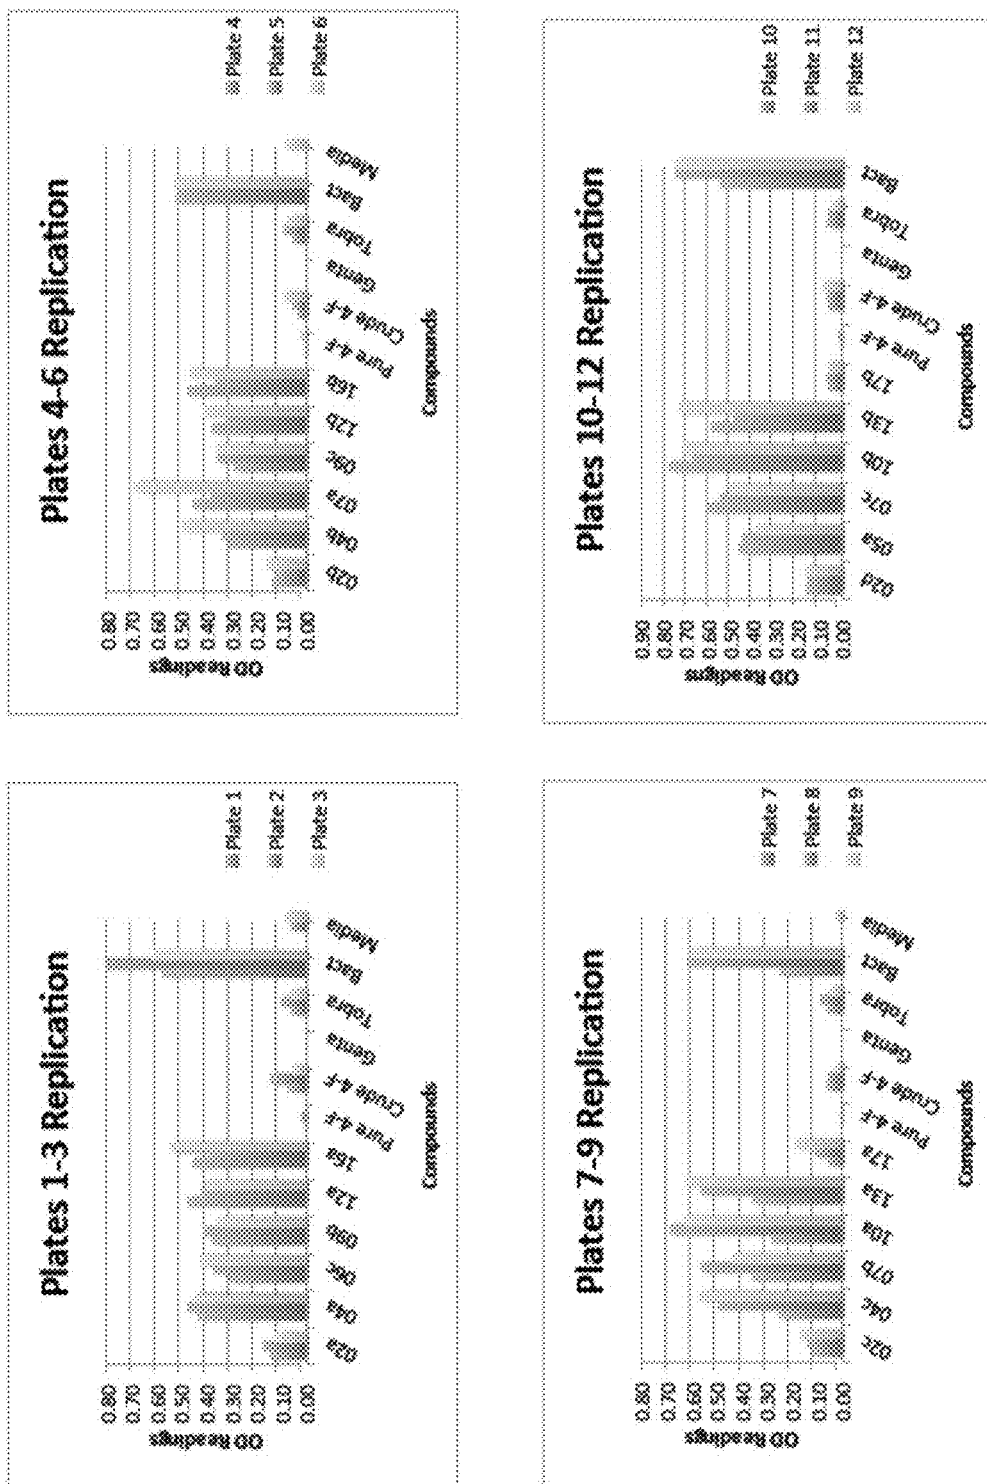 Plates 1-3 Replication
OD Readings
0.80
0.70
0.60
0.50
0.40
0.30
0.20
0.10
0.00
02a
04a
06c
09b
12a
16a
Pure 4-F
Crude 4-F
Genta
Tobra
Bact
Media
Compounds
Plate 1
Plate 2
Plate 3
Plates 4-6 Replication
OD Readings
0.80
0.70
0.60
0.50
0.40
0.30
0.20
0.10
0.00
02b
04b
07a
09c
12b
16b
Pure 4-F
Crude 4-F
Genta
Tobra
Bact
Media
Compounds
Plate 4
Plate 5
Plate 6
Plates 7-9 Replication
OD Readings
0.80
0.70
0.60
0.50
0.40
0.30
0.20
0.10
0.00
02c
04c
07b
10a
13a
17a
Pure 4-F
Crude 4-F
Genta
Tobra
Bact
Media
Compounds
Plate 7
Plate 8
Plate 9
Plates 10-12 Replication
OD Readigns
0.90
0.80
0.70
0.60
0.50
0.40
0.30
0.20
0.10
0.00
02d
05a
07c
10b
13b
17b
Pure 4-F
Crude 4-F
Genta
Tobra
Bact
Compounds
Plate 10
Plate 11
Plate 12